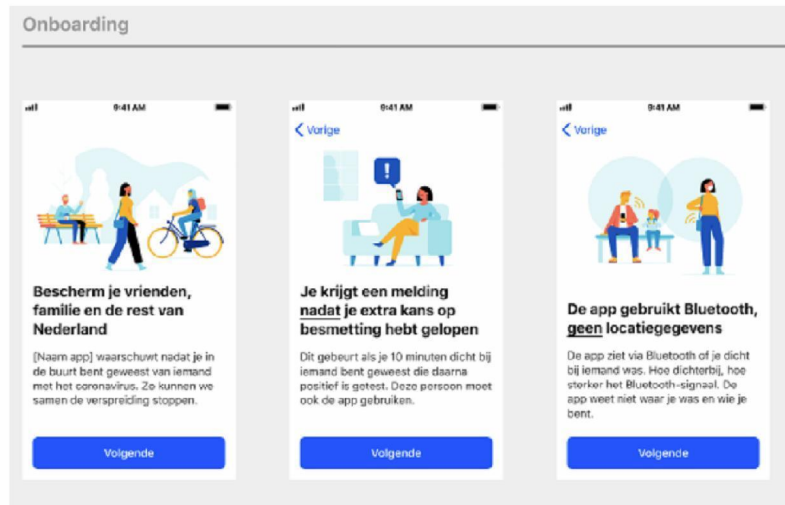 Onboarding
9:41 AM
Bescherm je vrienden,
familie en de rest van
Nederland
[Naam app] waarschuwt nadat je in
de buurt bent geweest van iemand
met het coronavirus. Zo kunnen we
samen de verspreiding stoppen.
Volgende
9:41 AM
Vorige
!
Je krijgt een melding
nadat je extra kans op
besmetting hebt gelopen
Dit gebeurt als je 10 minuten dicht bij
iemand bent geweest die daarna
positief is getest. Deze persoon moet
ook de app gebruiken.
Volgende
9:41 AM
Vorige
De app gebruikt Bluetooth,
geen locatiegegevens
De app ziet via Bluetooth of je dicht
bij iemand was. Hoe dichterbij, hoe
sterker het Bluetooth-signaal. De
app weet niet waar je was en wie je
bent.
Volgende